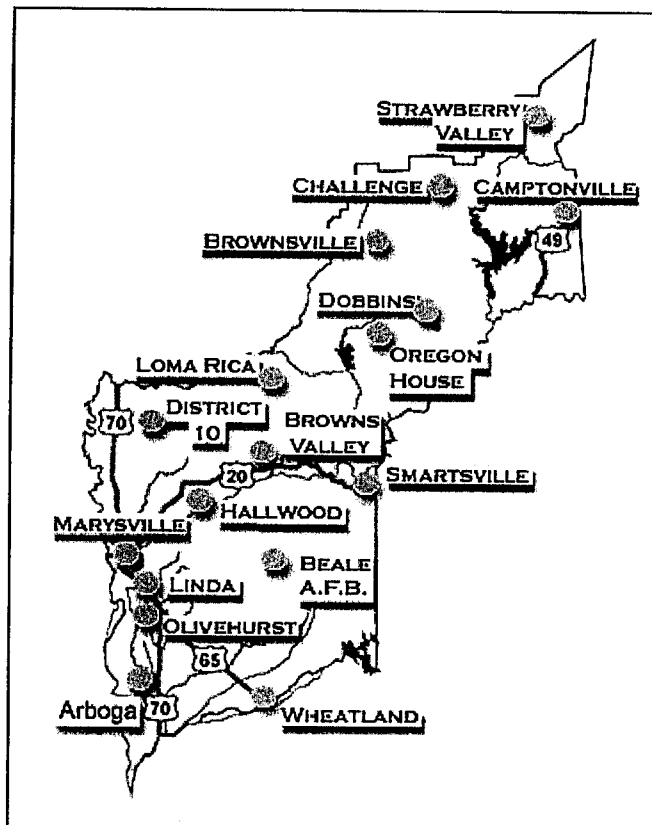 STRAWBERRY
VALLEY
CHALLENGE
CAMPTONVILLE
BROWNSVILLE
49
DOBBINS
OREGON
HOUSE
LOMA RICA
DISTRICT
10
70
BROWNS
VALLEY
20
SMARTSVILLE
HALLWOOD
MARYSVILLE
BEALE
A.F.B.
LINDA
OLIVEHURST
65
Arboga
70
WHEATLAND